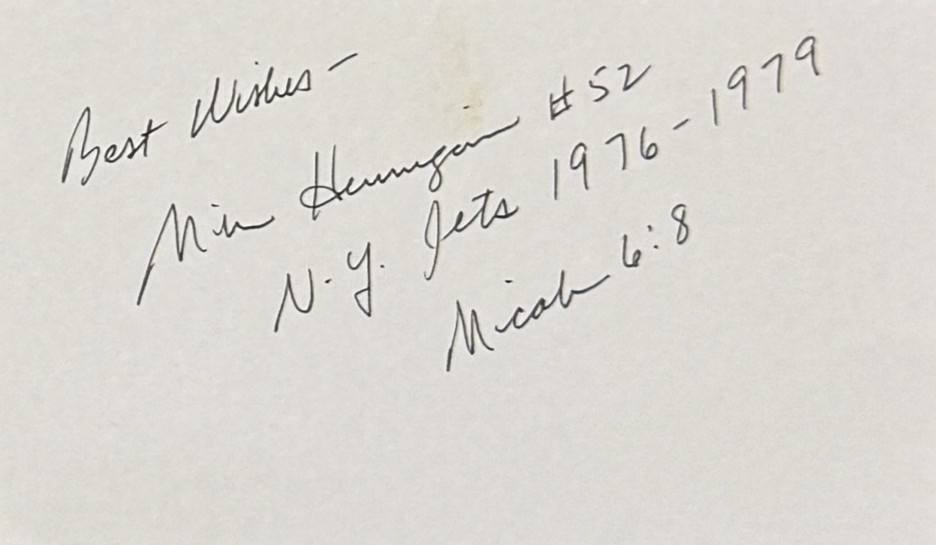 Best Wishes -
Mike Hennigan #52
N.Y. Jets 1976-1979
Micah 6:8